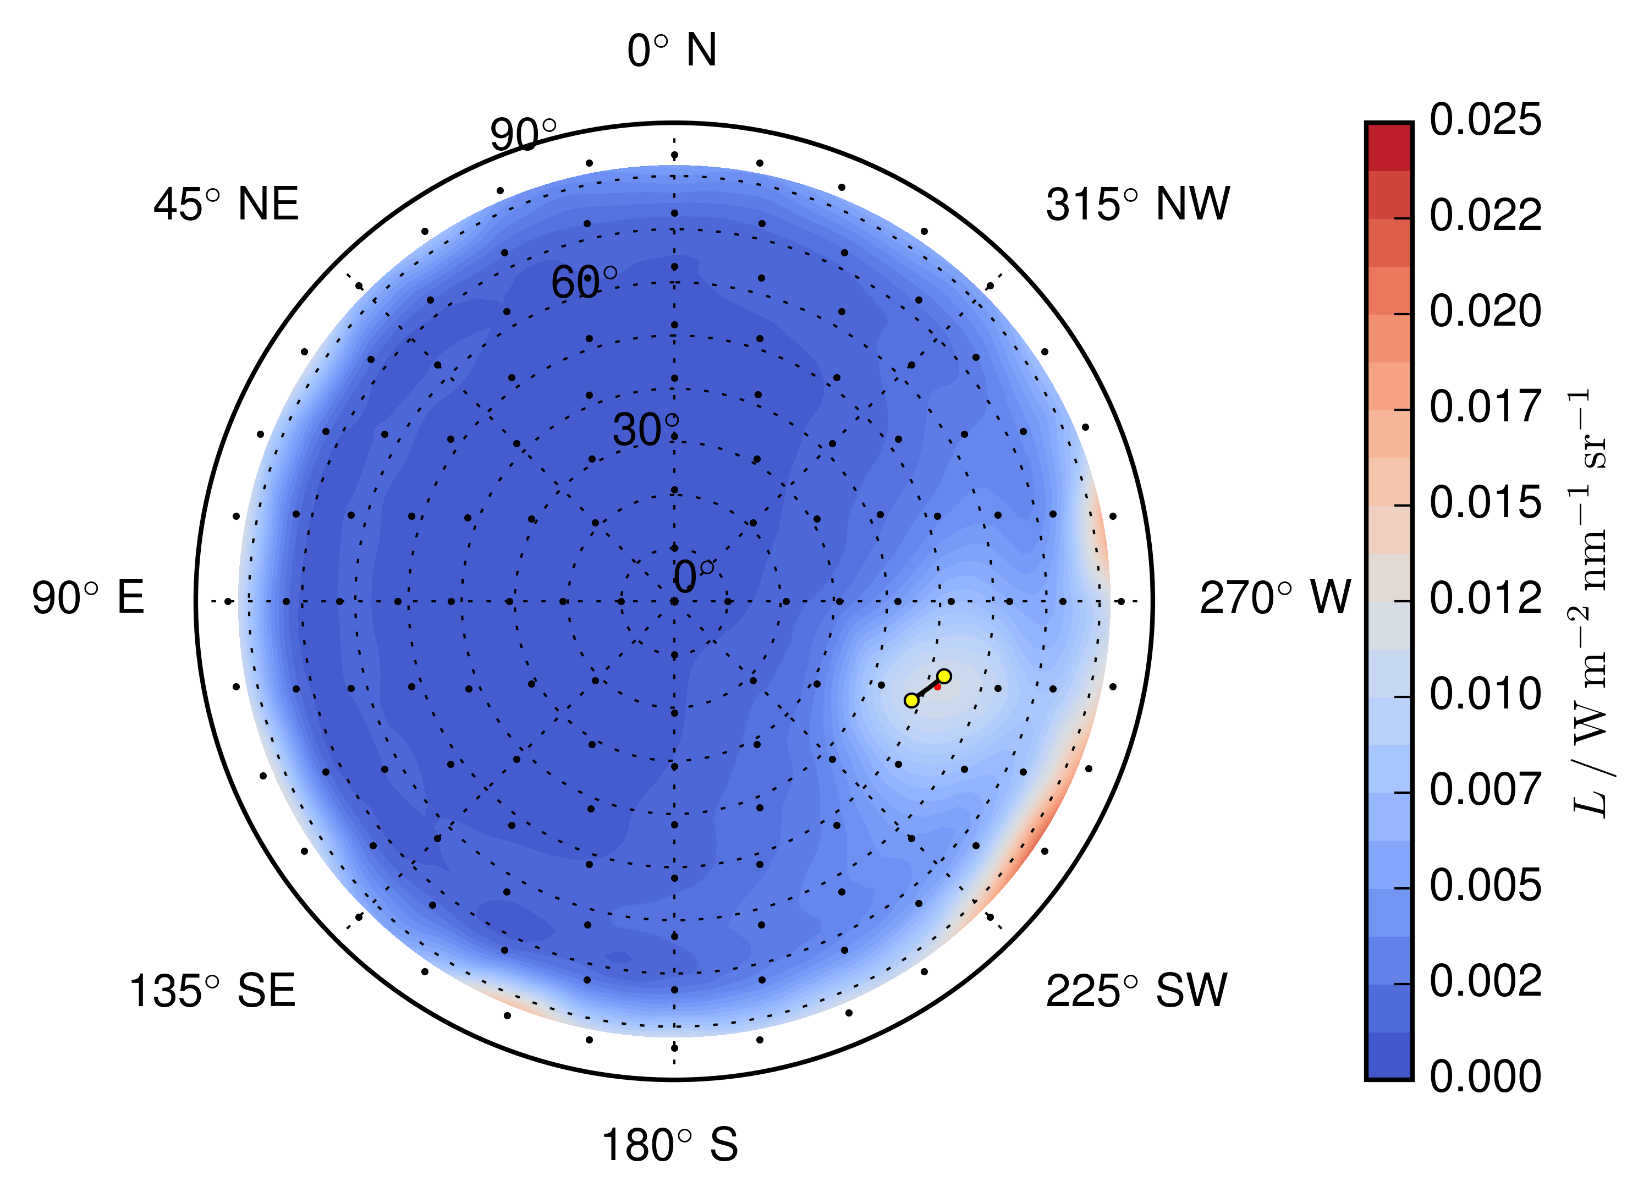 0° N
90°
45° NE
315° NW
60°
30°
0°
90° E
270° W
135° SE
225° SW
180° S
0.025
0.022
0.020
0.017
0.015
0.012
0.010
0.007
0.005
0.002
0.000
L / W m⁻² nm⁻¹ sr⁻¹